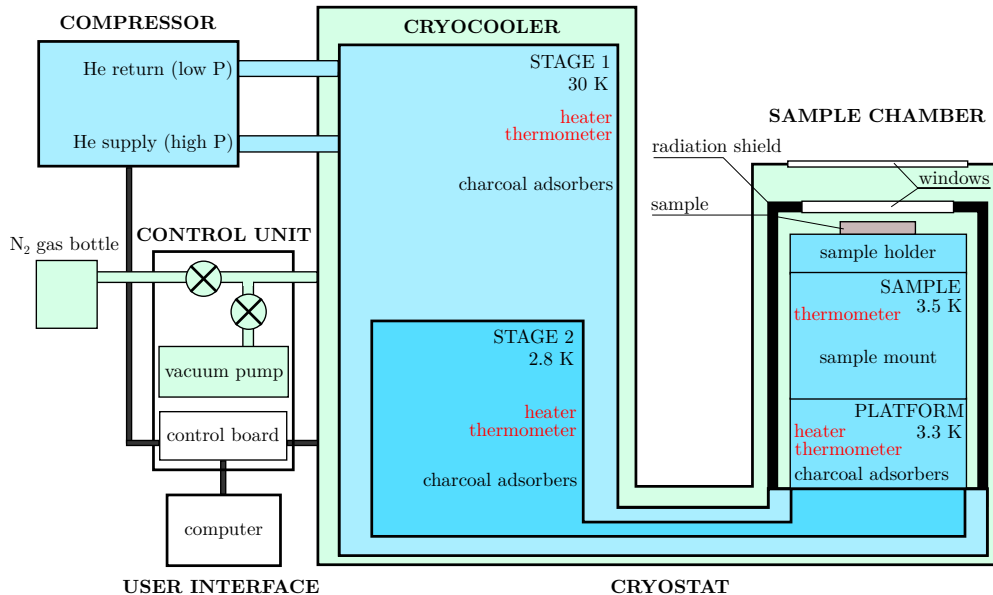 COMPRESSOR
He return (low P)
He supply (high P)
CRYOCOOLER
STAGE 1
30 K
heater
thermometer
charcoal adsorbers
SAMPLE CHAMBER
radiation shield
windows
sample
sample holder
SAMPLE
thermometer
3.5 K
sample mount
PLATFORM
heater
3.3 K
thermometer
charcoal adsorbers
N₂ gas bottle
CONTROL UNIT
vacuum pump
control board
computer
USER INTERFACE
STAGE 2
2.8 K
heater
thermometer
charcoal adsorbers
CRYOSTAT